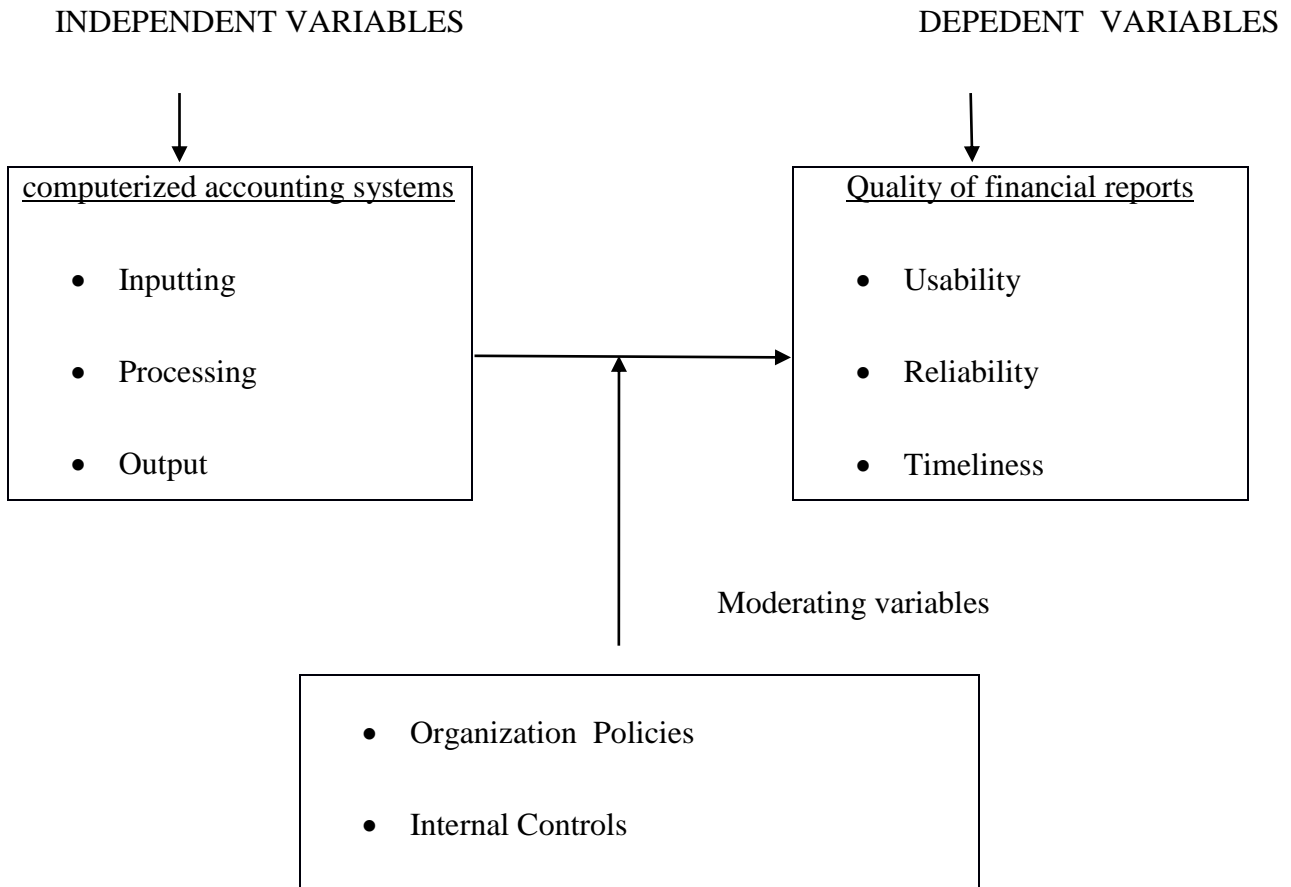 INDEPENDENT VARIABLES
DEPEDENT VARIABLES
computerized accounting systems
• Inputting
• Processing
• Output
Quality of financial reports
• Usability
• Reliability
• Timeliness
Moderating variables
• Organization Policies
• Internal Controls